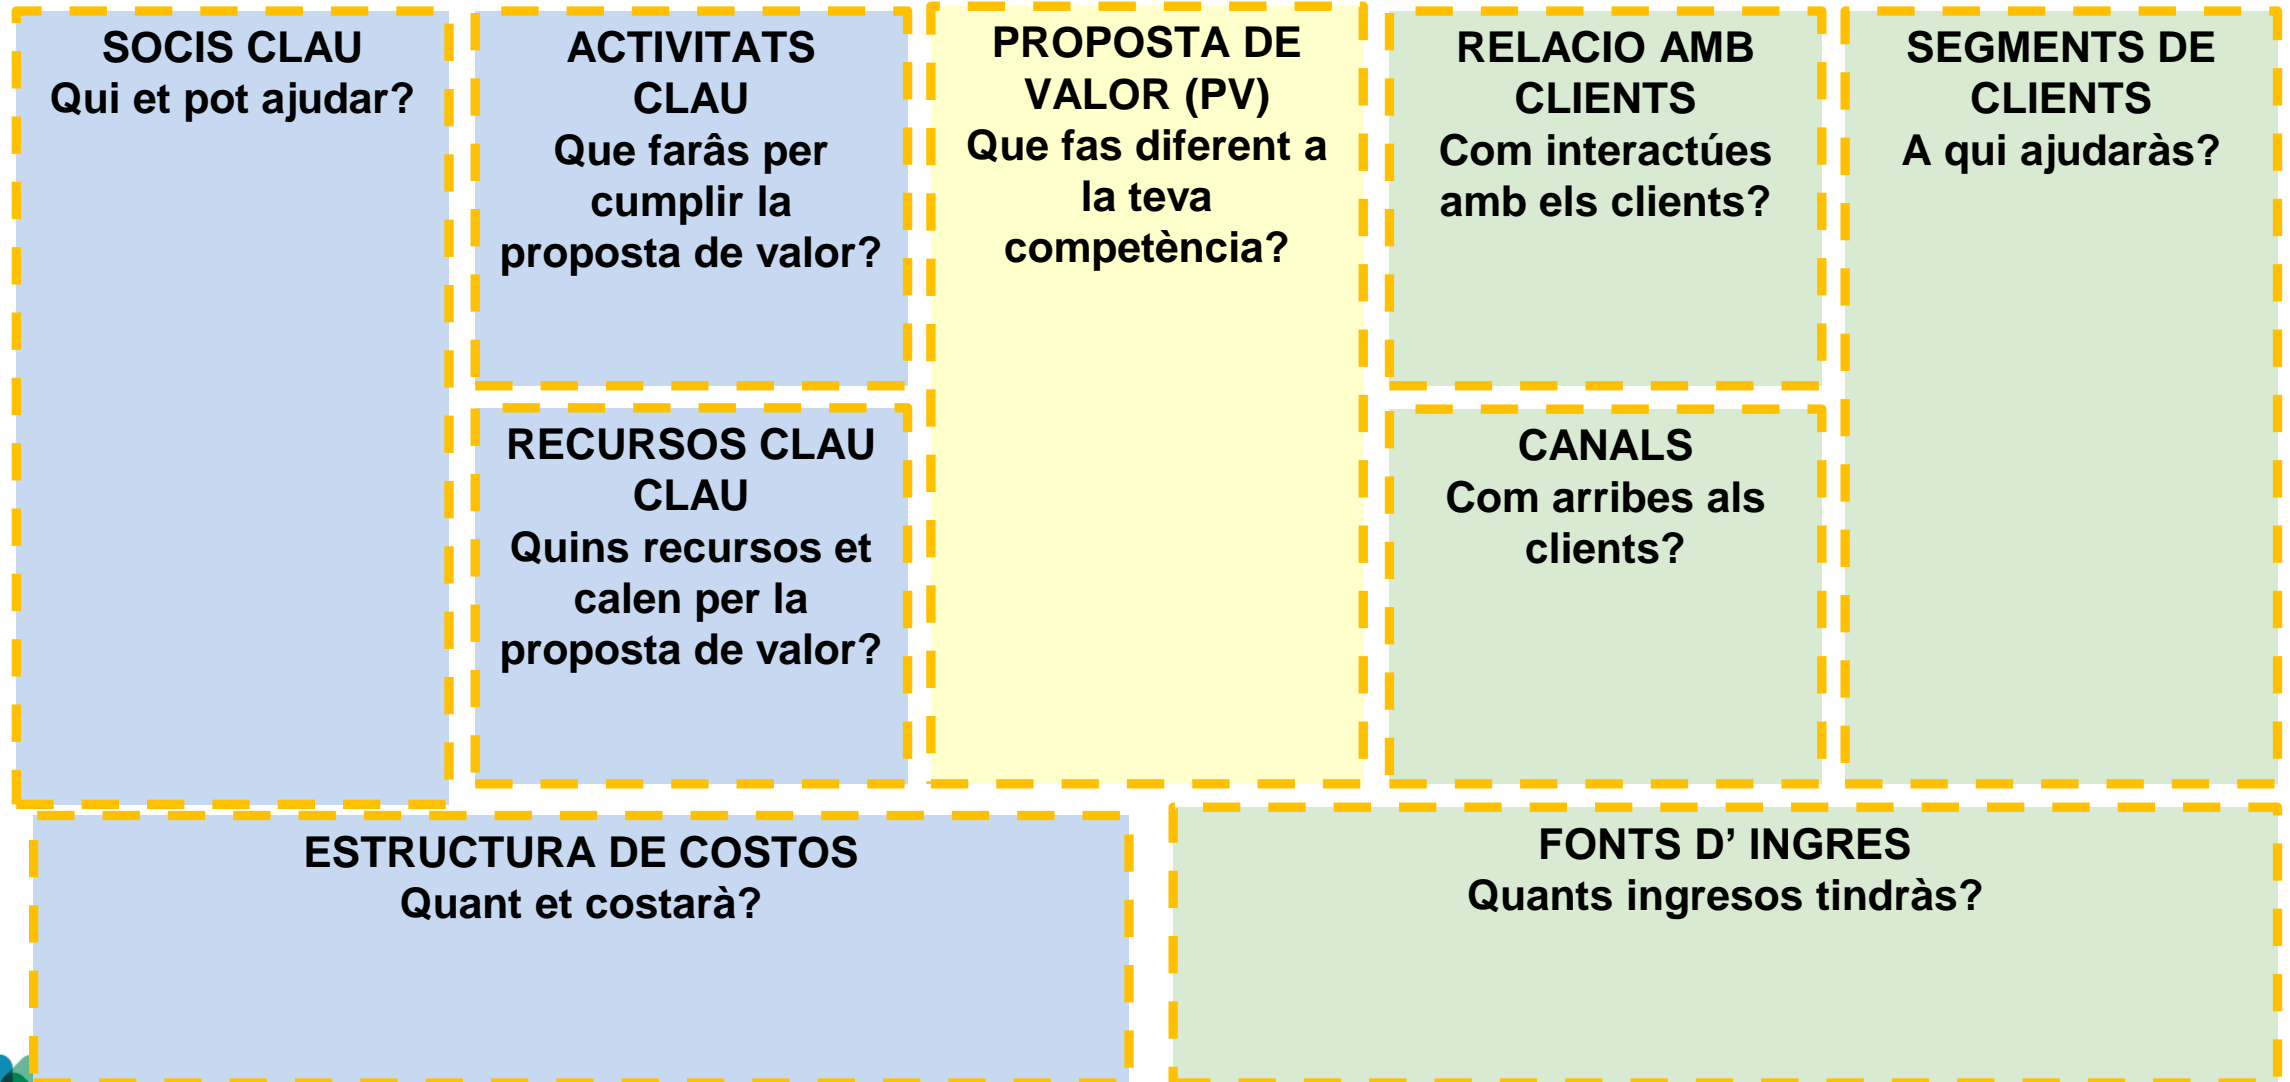 SOCIS CLAU
Qui et pot ajudar?
ACTIVITATS
CLAU
Que farâs per
cumplir la
proposta de valor?
RECURSOS CLAU
CLAU
Quins recursos et
calen per la
proposta de valor?
PROPOSTA DE
VALOR (PV)
Que fas diferent a
la teva
competència?
RELACIO AMB
CLIENTS
Com interactúes
amb els clients?
CANALS
Com arribes als
clients?
SEGMENTS DE
CLIENTS
A qui ajudaràs?
ESTRUCTURA DE COSTOS
Quant et costarà?
FONTS D’ INGRES
Quants ingresos tindràs?